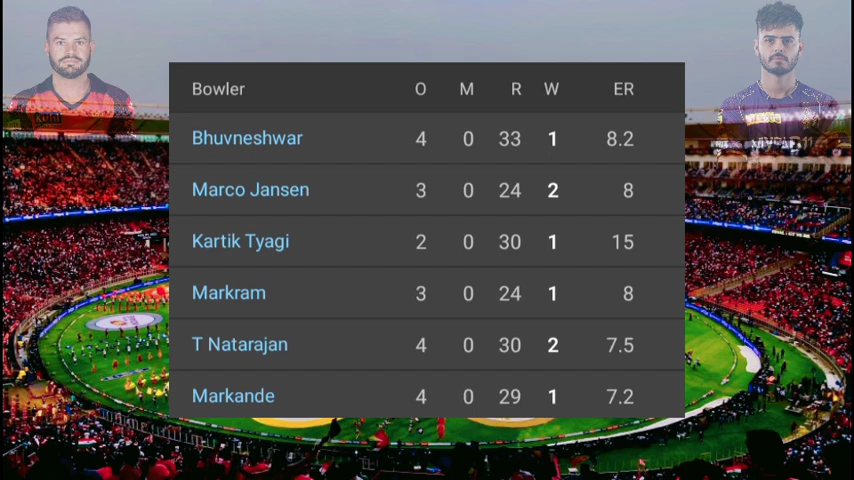 Bowler O M R W ER
Bhuvneshwar 4 0 33 1 8.2
Marco Jansen 3 0 24 2 8
Kartik Tyagi 2 0 30 1 15
Markram 3 0 24 1 8
T Natarajan 4 0 30 2 7.5
Markande 4 0 29 1 7.2